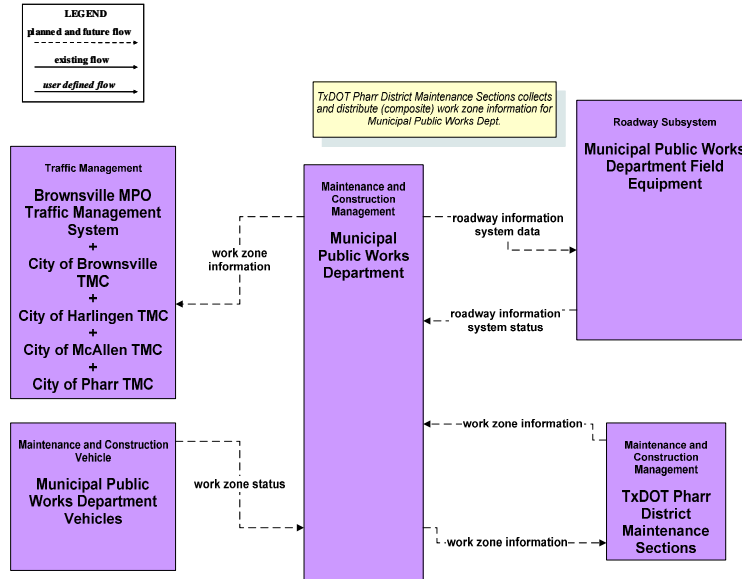 LEGEND
planned and future flow
existing flow
user defined flow
TxDOT Pharr District Maintenance Sections collects
and distribute (composite) work zone information for
Municipal Public Works Dept.
Traffic Management
Brownsville MPO
Traffic Management
System
+
City of Brownsville
TMC
+
City of Harlingen TMC
+
City of McAllen TMC
+
City of Pharr TMC
work zone
information
Maintenance and
Construction
Management
Municipal
Public Works
Department
roadway information
system data
roadway information
system status
Roadway Subsystem
Municipal Public Works
Department Field
Equipment
Maintenance and Construction
Vehicle
Municipal Public
Works Department
Vehicles
work zone status
work zone information
work zone information
Maintenance and
Construction
Management
TxDOT Pharr
District
Maintenance
Sections